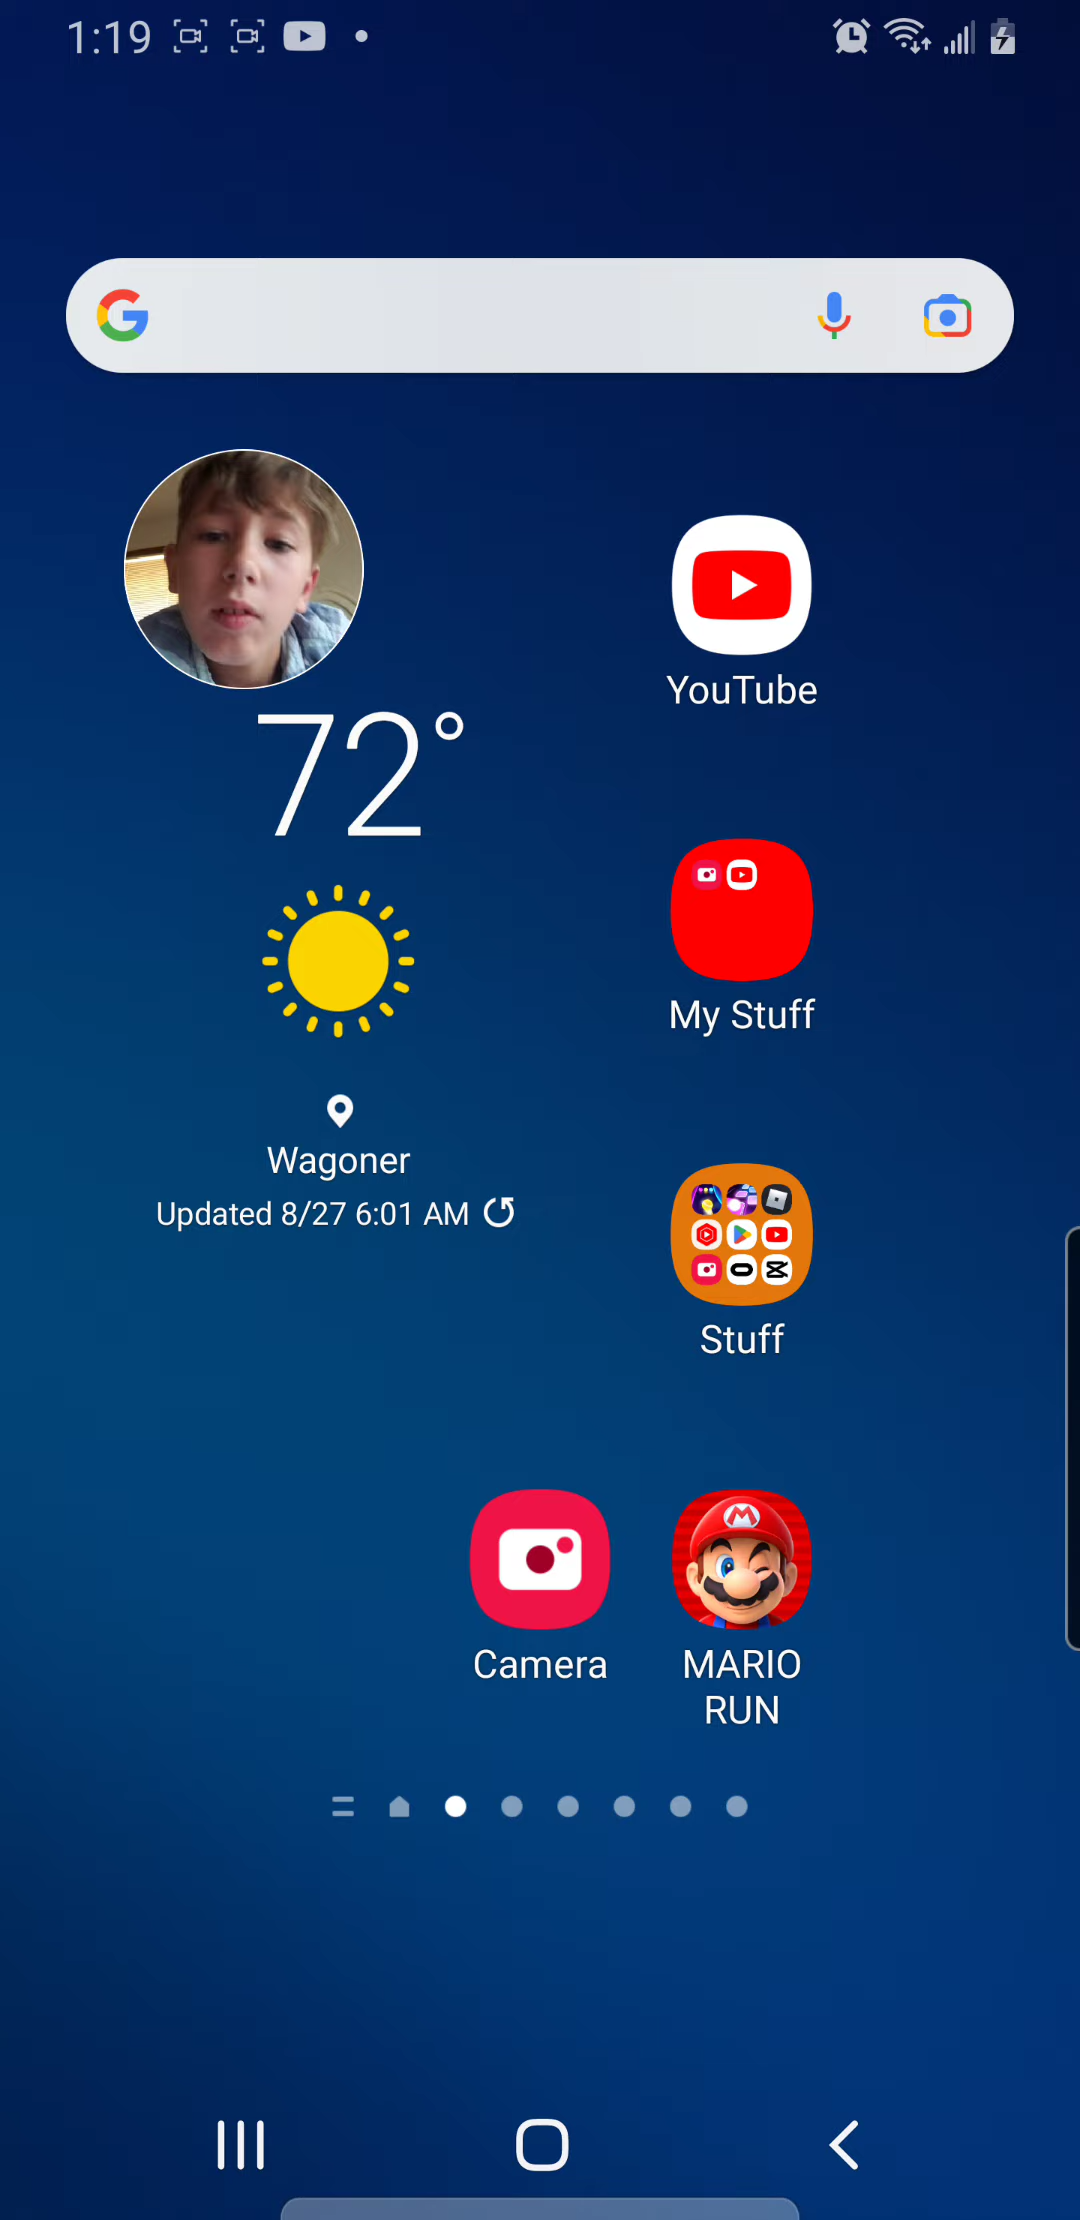 1:19
72°
Wagoner
Updated 8/27 6:01 AM
YouTube
My Stuff
Stuff
Camera
MARIO
RUN